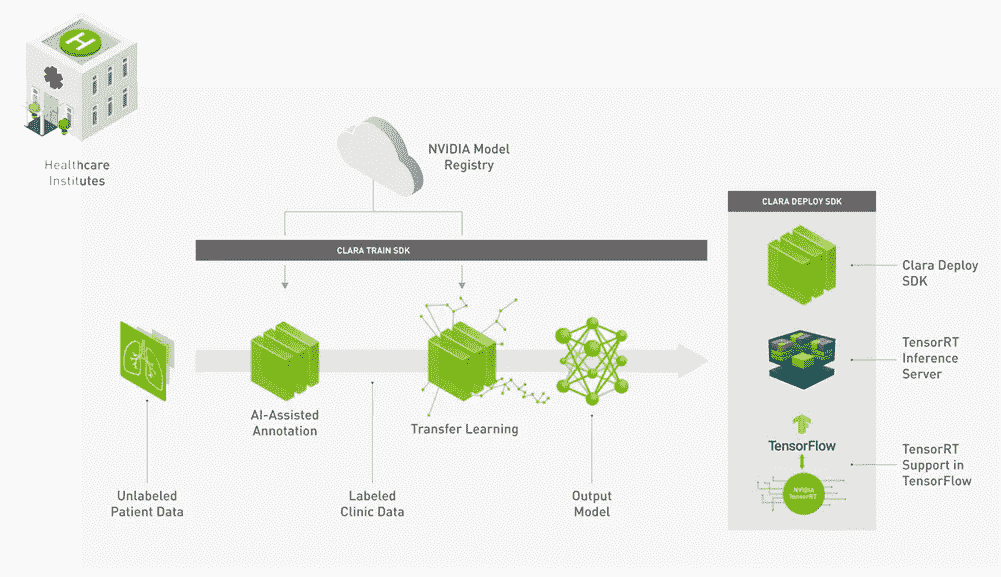 H
Healthcare
Institutes
NVIDIA Model
Registry
CLARA TRAIN SDK
AI-Assisted
Annotation
Transfer Learning
Unlabeled
Patient Data
Labeled
Clinic Data
Output
Model
CLARA DEPLOY SDK
Clara Deploy
SDK
TensorRT
Inference
Server
TensorFlow
NVIDIA
TensorRT
TensorRT
Support in
TensorFlow